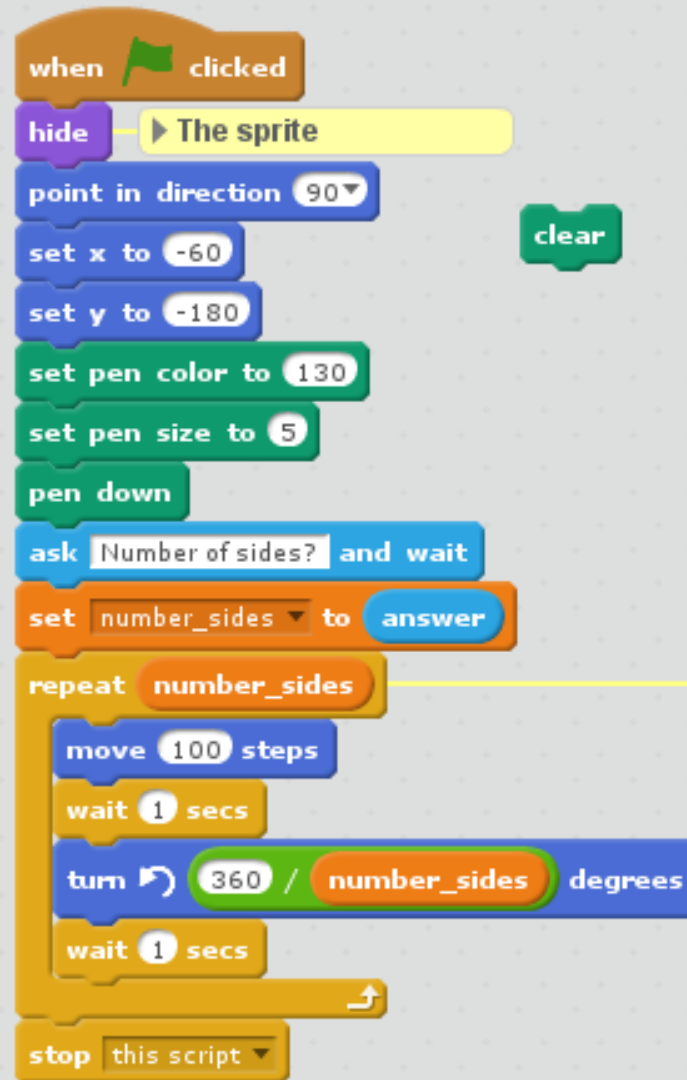 when clicked
hide
The sprite
point in direction 90
clear
set x to -60
set y to -180
set pen color to 130
set pen size to 5
pen down
ask Number of sides? and wait
set number_sides to answer
repeat number_sides
move 100 steps
wait 1 secs
turn 360 / number_sides degrees
wait 1 secs
stop this script